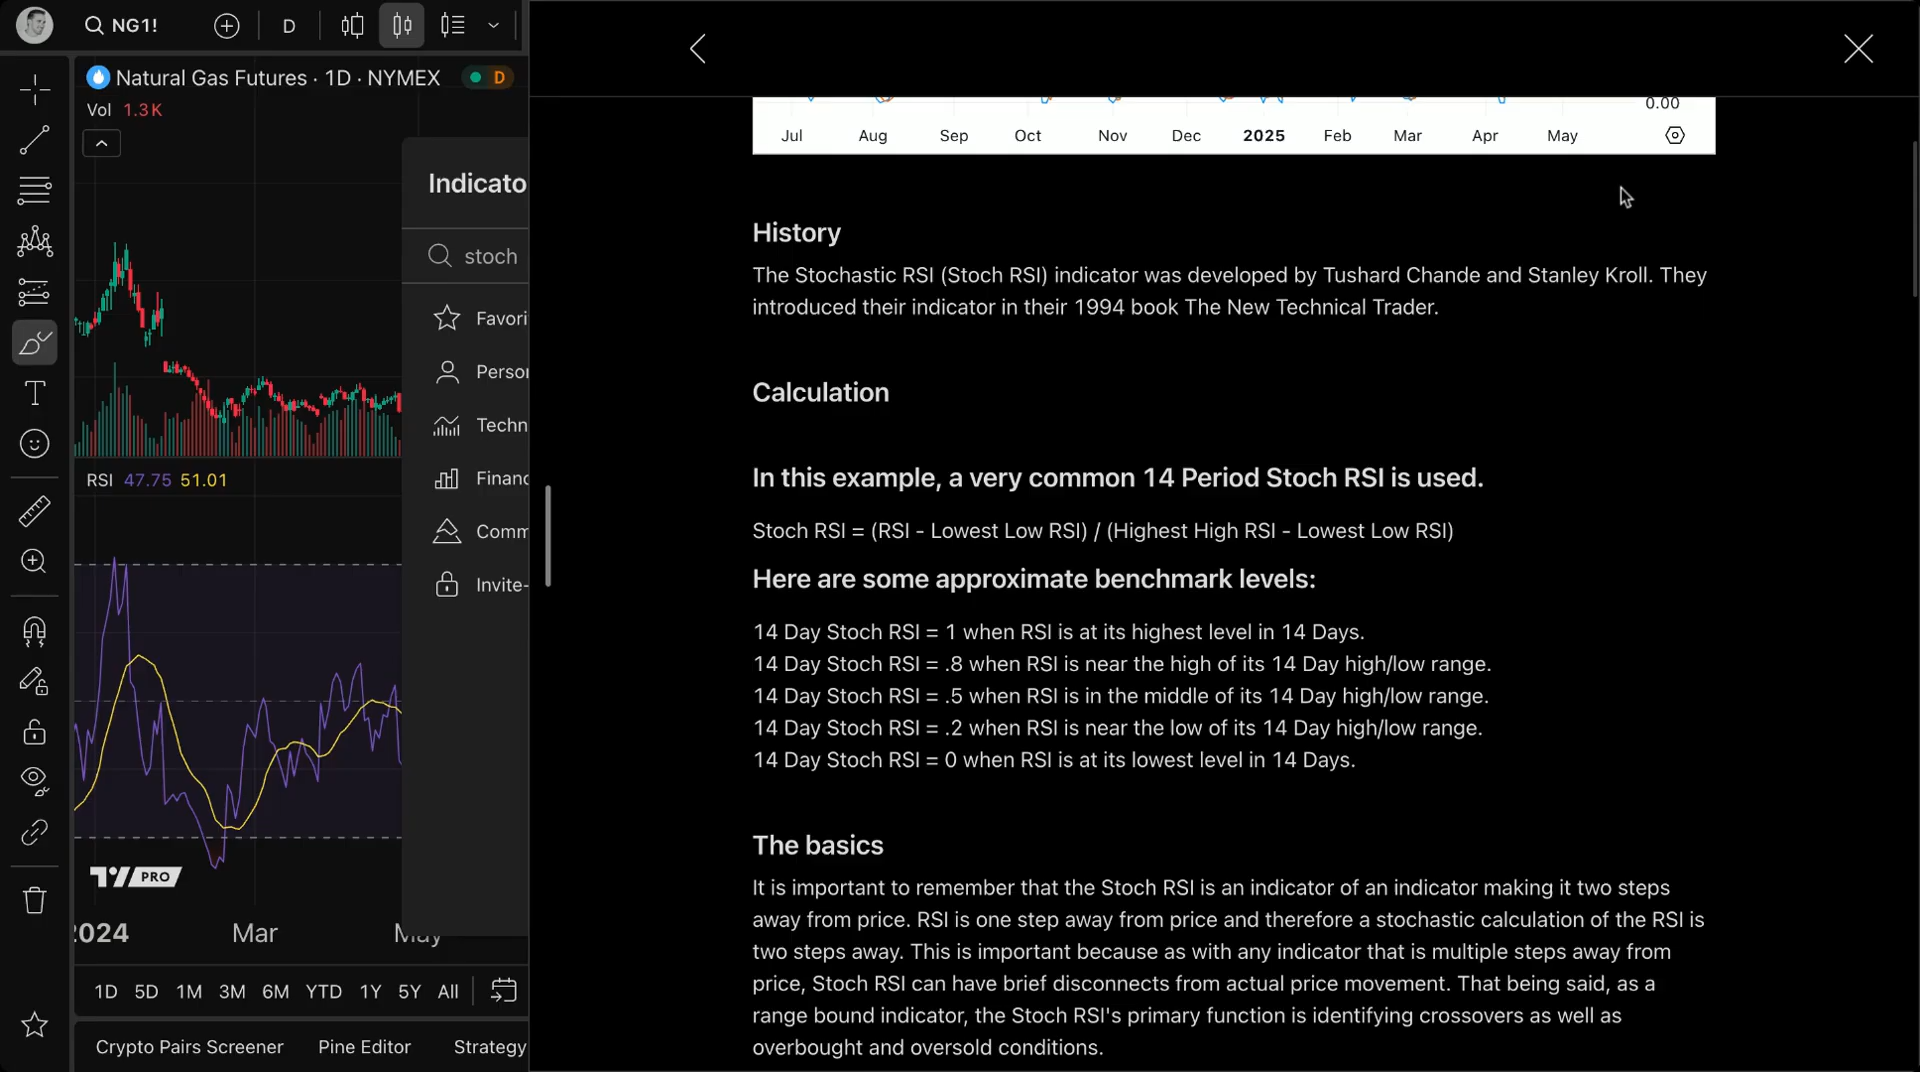 NG1!
D
Natural Gas Futures · 1D · NYMEX
D
Vol 1.3K
Indicato
stoch
Favori
Person
Techn
Financ
Comm
Invite-
RSI 47.75 51.01
PRO
2024 Mar May
1D 5D 1M 3M 6M YTD 1Y 5Y All
Crypto Pairs Screener Pine Editor Strategy
0.00
Jul Aug Sep Oct Nov Dec 2025 Feb Mar Apr May
History
The Stochastic RSI (Stoch RSI) indicator was developed by Tushard Chande and Stanley Kroll. They
introduced their indicator in their 1994 book The New Technical Trader.
Calculation
In this example, a very common 14 Period Stoch RSI is used.
Stoch RSI = (RSI - Lowest Low RSI) / (Highest High RSI - Lowest Low RSI)
Here are some approximate benchmark levels:
14 Day Stoch RSI = 1 when RSI is at its highest level in 14 Days.
14 Day Stoch RSI = .8 when RSI is near the high of its 14 Day high/low range.
14 Day Stoch RSI = .5 when RSI is in the middle of its 14 Day high/low range.
14 Day Stoch RSI = .2 when RSI is near the low of its 14 Day high/low range.
14 Day Stoch RSI = 0 when RSI is at its lowest level in 14 Days.
The basics
It is important to remember that the Stoch RSI is an indicator of an indicator making it two steps
away from price. RSI is one step away from price and therefore a stochastic calculation of the RSI is
two steps away. This is important because as with any indicator that is multiple steps away from
price, Stoch RSI can have brief disconnects from actual price movement. That being said, as a
range bound indicator, the Stoch RSI's primary function is identifying crossovers as well as
overbought and oversold conditions.